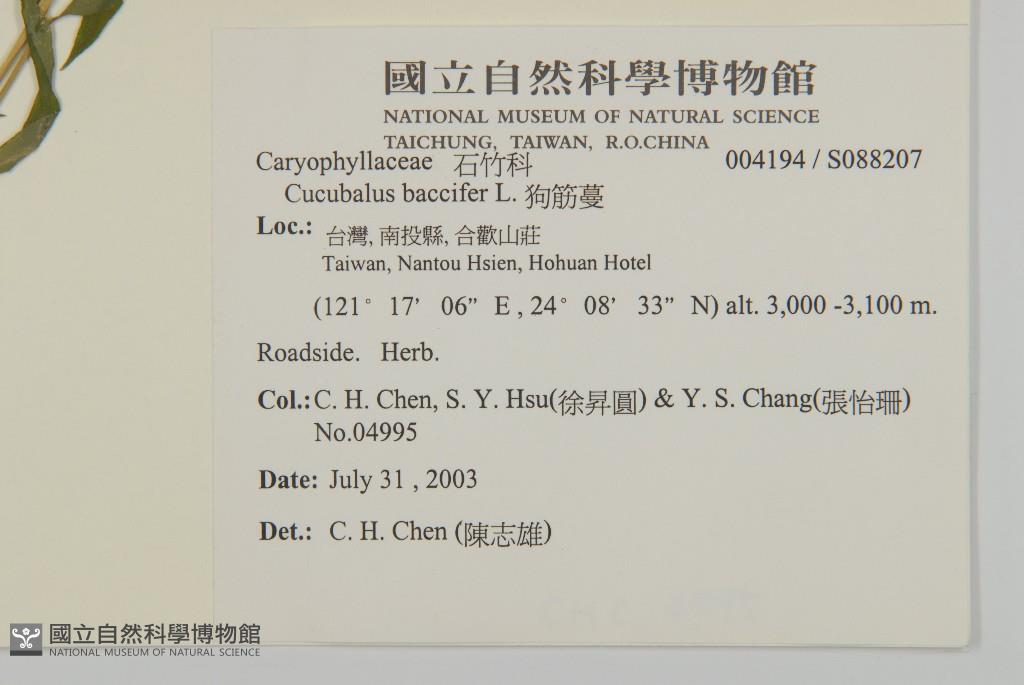 國立自然科學博物館
NATIONAL MUSEUM OF NATURAL SCIENCE
TAICHUNG, TAIWAN, R.O.CHINA
Caryophyllaceae 石竹科 004194 / S088207
Cucubalus baccifer L. 狗筋蔓
Loc.: 台灣, 南投縣, 合歡山莊
Taiwan, Nantou Hsien, Hohuan Hotel
(121° 17' 06" E , 24° 08' 33" N) alt. 3,000 -3,100 m.
Roadside. Herb.
Col.: C. H. Chen, S. Y. Hsu(徐昇圓) & Y. S. Chang(張怡珊)
No.04995
Date: July 31 , 2003
Det.: C. H. Chen (陳志雄)
國立自然科學博物館
NATIONAL MUSEUM OF NATURAL SCIENCE